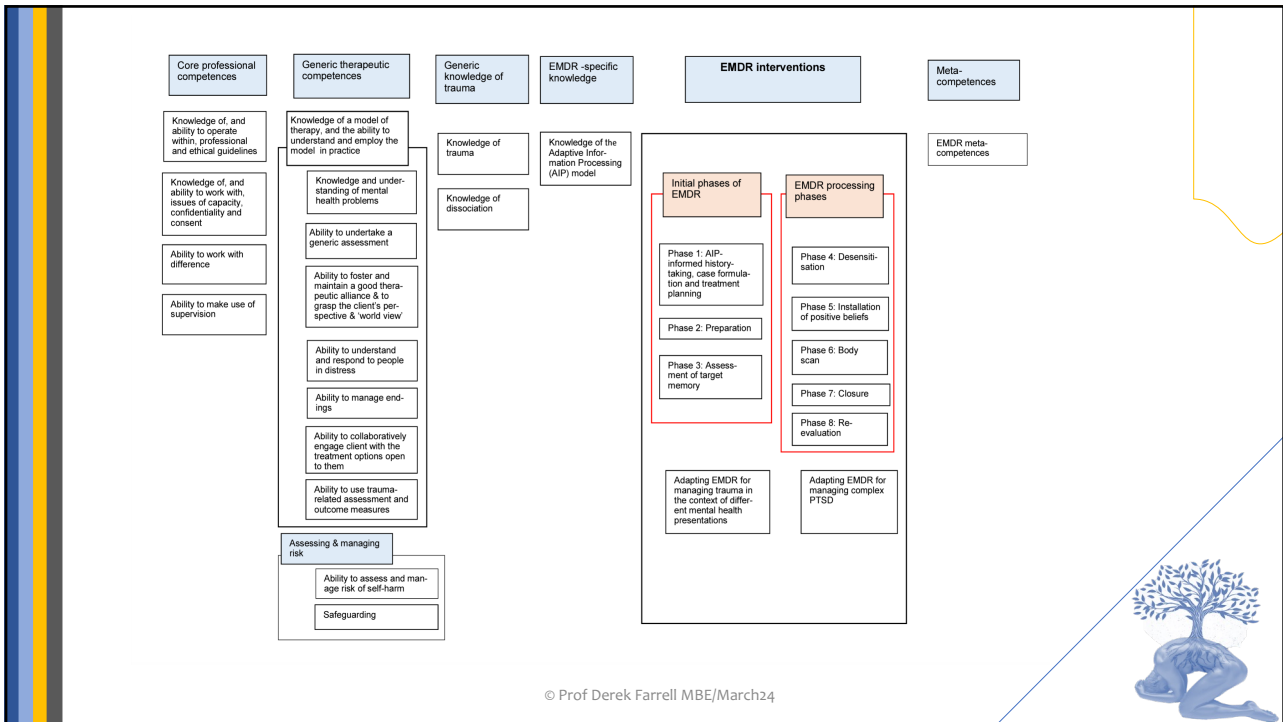 Core professional
competences
Knowledge of, and
ability to operate
within, professional
and ethical guidelines
Knowledge of, and
ability to work with,
issues of capacity,
confidentiality and
consent
Ability to work with
difference
Ability to make use of
supervision
Generic therapeutic
competences
Knowledge of a model of
therapy, and the ability to
understand and employ the
model in practice
Knowledge and under-
standing of mental
health problems
Ability to undertake a
generic assessment
Ability to foster and
maintain a good thera-
peutic alliance & to
grasp the client's per-
spective & 'world view'
Ability to understand
and respond to people
in distress
Ability to manage end-
ings
Ability to collaboratively
engage client with the
treatment options open
to them
Ability to use trauma-
related assessment and
outcome measures
Assessing & managing
risk
Ability to assess and man-
age risk of self-harm
Safeguarding
Generic
knowledge of
trauma
Knowledge of
trauma
Knowledge of
dissociation
EMDR -specific
knowledge
Knowledge of the
Adaptive Infor-
mation Processing
(AIP) model
EMDR interventions
Initial phases of
EMDR
Phase 1: AIP-
informed history-
taking, case formula-
tion and treatment
planning
Phase 2: Preparation
Phase 3: Assess-
ment of target
memory
EMDR processing
phases
Phase 4: Desensiti-
sation
Phase 5: Installation
of positive beliefs
Phase 6: Body
scan
Phase 7: Closure
Phase 8: Re-
evaluation
Adapting EMDR for
managing trauma in
the context of differ-
ent mental health
presentations
Adapting EMDR for
managing complex
PTSD
Meta-
competences
EMDR meta-
competences
© Prof Derek Farrell MBE/March24